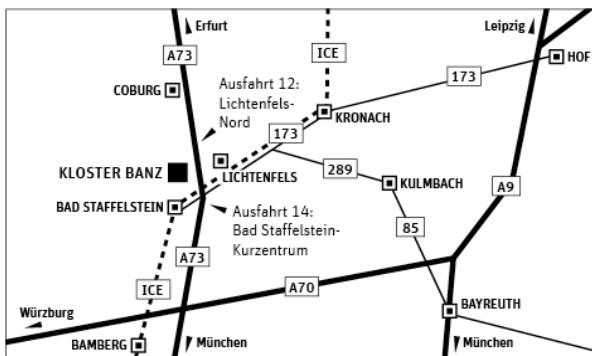 Erfurt
Leipzig
A73
ICE
HOF
173
COBURG
Ausfahrt 12:
Lichtenfels-
Nord
KRONACH
173
KLOSTER BANZ
LICHTENFELS
289
KULMBACH
A9
BAD STAFFELSTEIN
Ausfahrt 14:
Bad Staffelstein-
Kurzentrum
85
A73
ICE
A70
Würzburg
BAYREUTH
BAMBERG
München
München